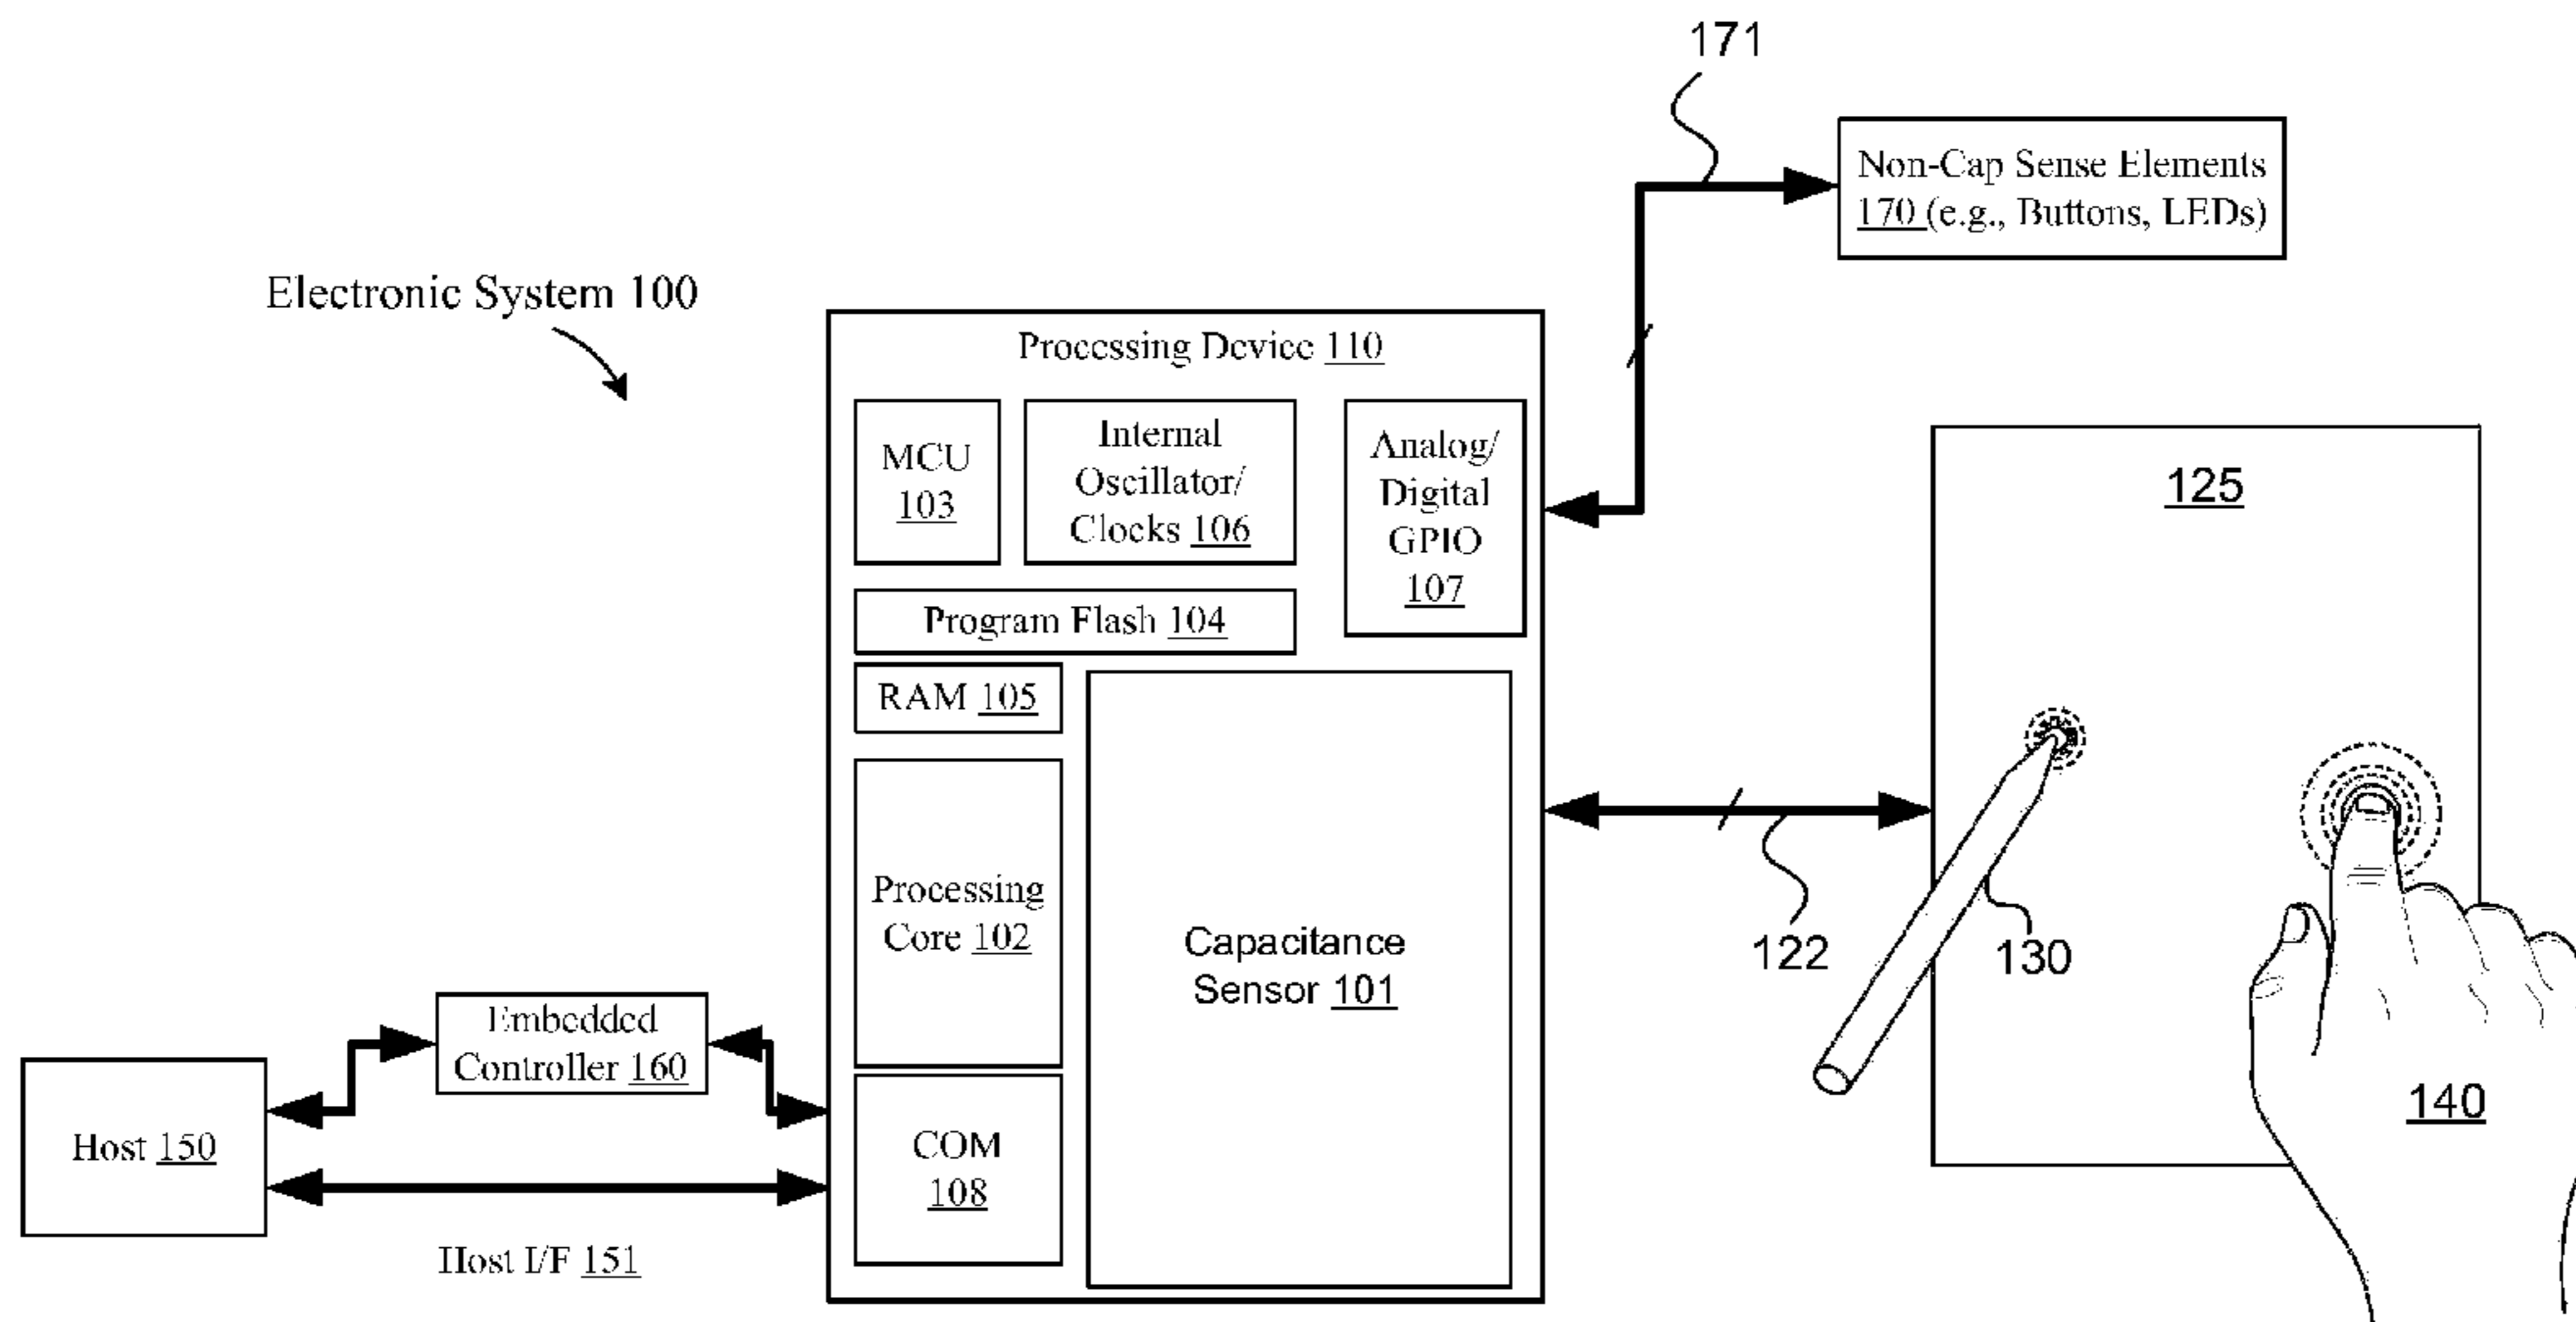 171
Non-Cap Sense Elements
170 (e.g., Buttons, LEDs)
Electronic System 100
Processing Device 110
MCU
103
Internal
Oscillator/
Clocks 106
Analog/
Digital
GPIO
107
125
Program Flash 104
RAM 105
Processing
Core 102
Capacitance
Sensor 101
122
130
Embedded
Controller 160
Host 150
COM
108
140
Host I/F 151